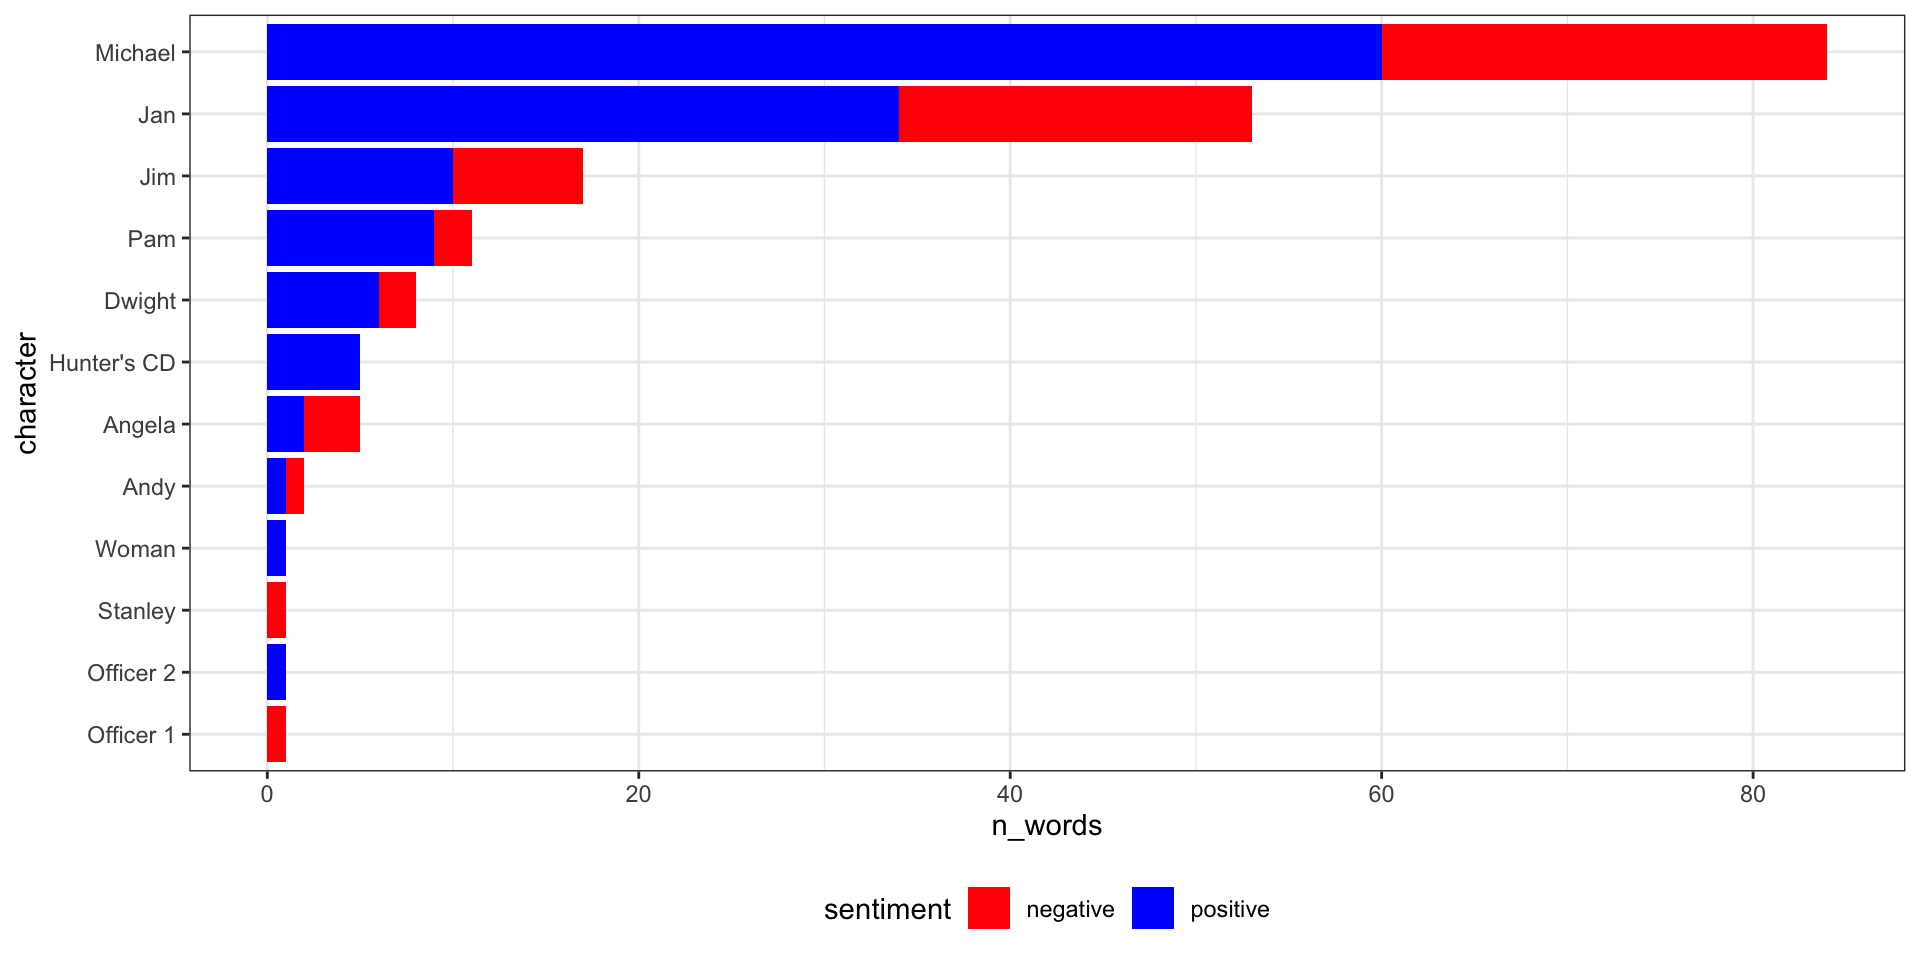 Michael
Jan
Jim
Pam
Dwight
Hunter's CD
Angela
Andy
Woman
Stanley
Officer 2
Officer 1
character
0 20 40 60 80
n_words
sentiment negative positive